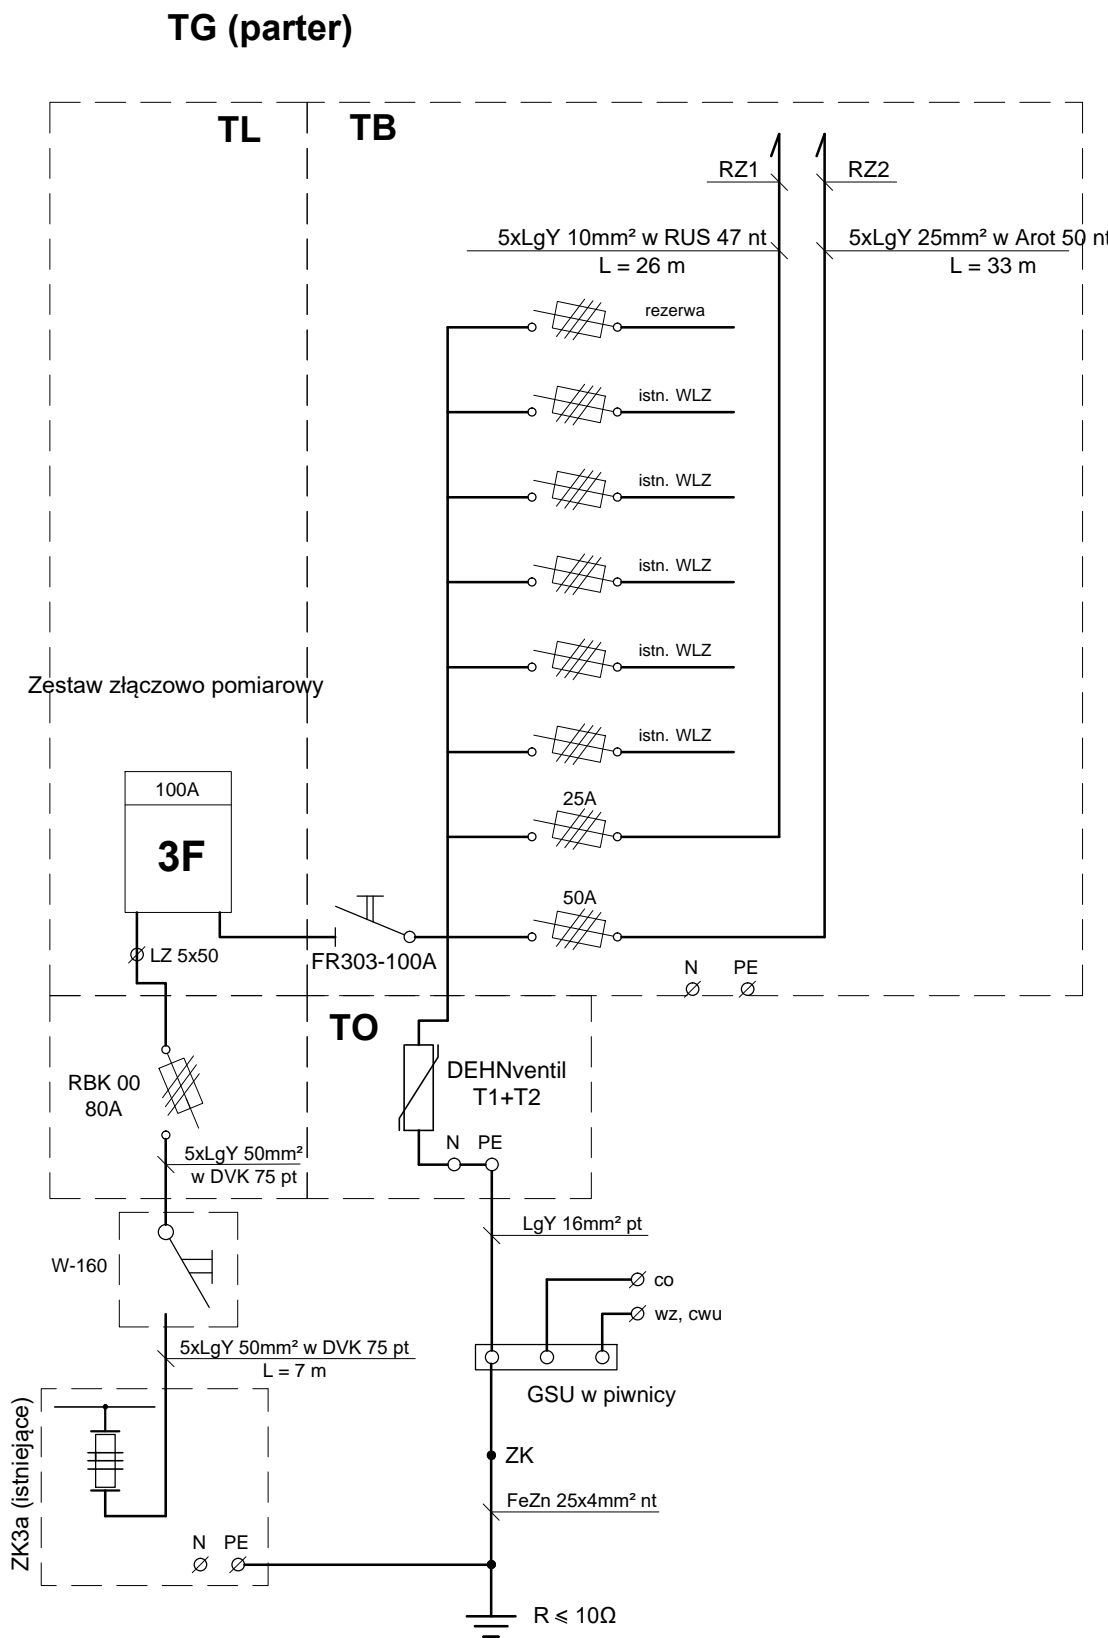 TG (parter)
TL
TB
RZ1
RZ2
5xLgY 10mm² w RUS 47 nt
L = 26 m
5xLgY 25mm² w Arot 50 nt
L = 33 m
rezerwa
istn. WLZ
istn. WLZ
istn. WLZ
istn. WLZ
istn. WLZ
Zestaw złączowo pomiarowy
100A
3F
25A
50A
LZ 5x50
FR303-100A
N
PE
TO
RBK 00
80A
DEHNventil
T1+T2
N
PE
5xLgY 50mm²
w DVK 75 pt
LgY 16mm² pt
W-160
co
wz, cwu
5xLgY 50mm² w DVK 75 pt
L = 7 m
GSU w piwnicy
ZK3a (istniejące)
ZK
FeZn 25x4mm² nt
N
PE
R ⩽ 10Ω